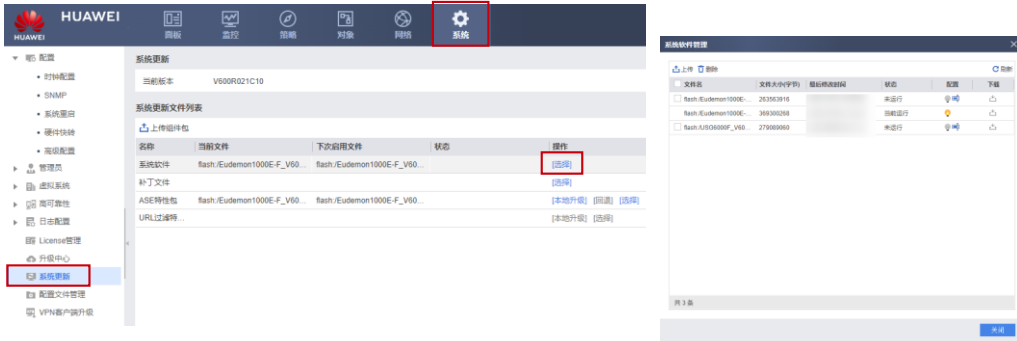 HUAWEI
HUAWEI
面板 监控 策略 对象 网络 系统
配置
时钟配置
SNMP
系统重启
硬件快转
高级配置
管理员
虚拟系统
高可靠性
日志配置
License管理
升级中心
系统更新
配置文件管理
VPN客户端升级
系统更新
当前版本 V600R021C10
系统更新文件列表
上传组件包
名称 当前文件 下次启用文件 状态 操作
系统软件 flash:/Eudemon1000E-F_V60... flash:/Eudemon1000E-F_V60... [选择]
补丁文件 [选择]
ASE特性包 flash:/Eudemon1000E-F_V60... flash:/Eudemon1000E-F_V60... [本地升级] [回退] [选择]
URL过滤特... [本地升级] [选择]
系统软件管理
上传 删除 刷新
文件名 文件大小(字节) 最后修改时间 状态 配置 下载
flash:/Eudemon1000E-... 263563916 未运行
flash:/Eudemon1000E-... 369300268 当前运行
flash:/USG6000F_V60... 279089060 未运行
共 3 条
关闭